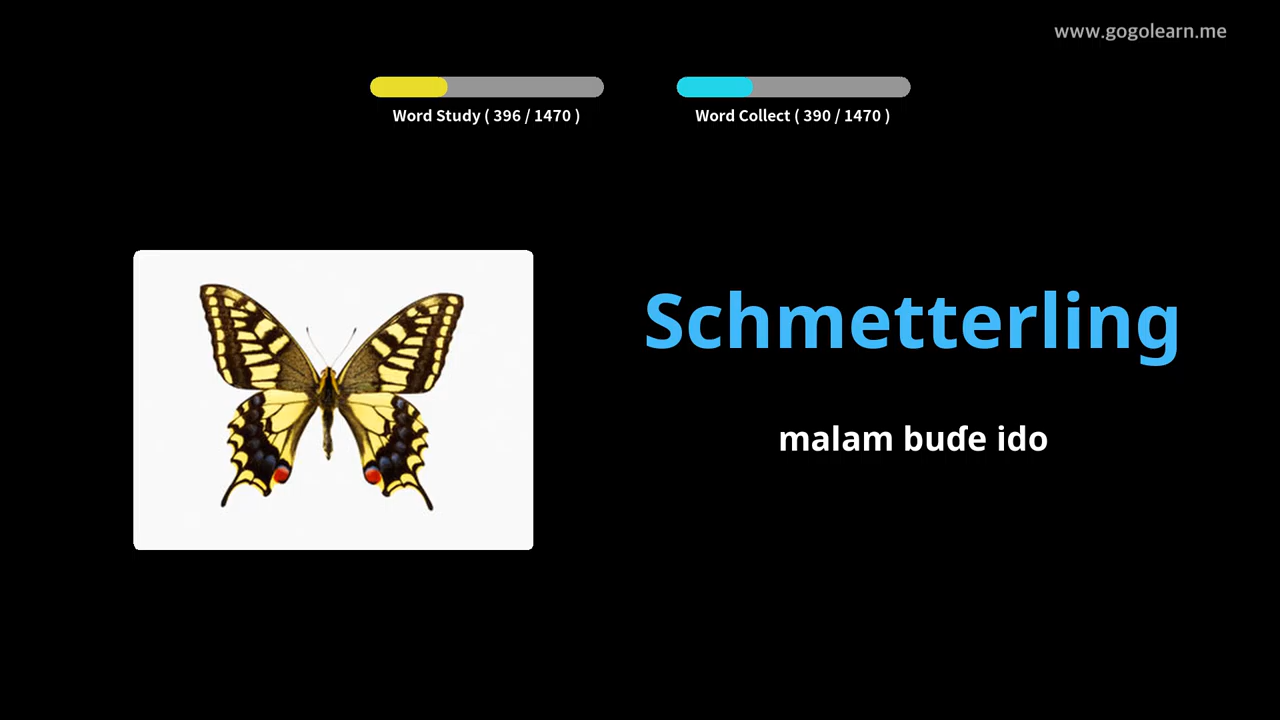 www.gogolearn.me
Word Study ( 396 / 1470 )
Word Collect ( 390 / 1470 )
Schmetterling
malam buɗe ido